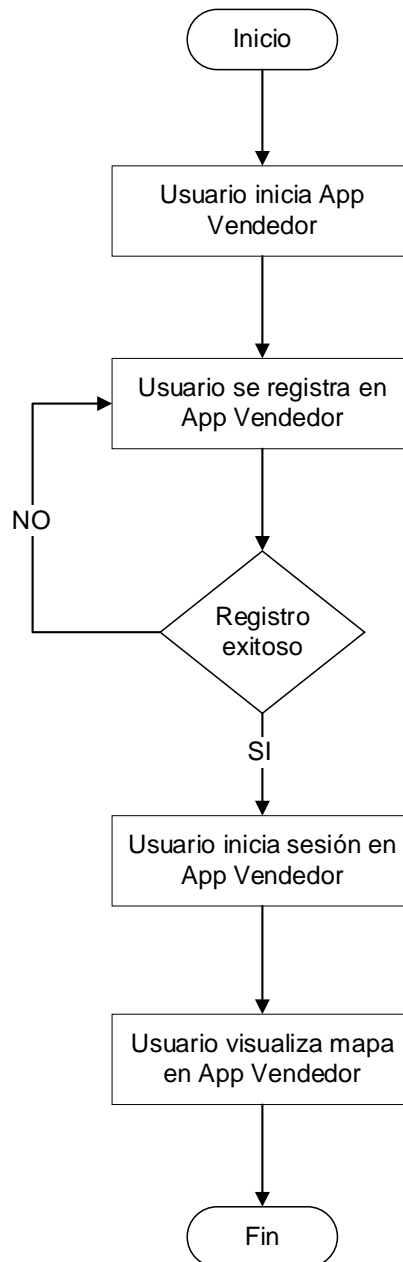 Inicio
Usuario inicia App
Vendedor
Usuario se registra en
App Vendedor
NO
Registro
exitoso
SI
Usuario inicia sesión en
App Vendedor
Usuario visualiza mapa
en App Vendedor
Fin